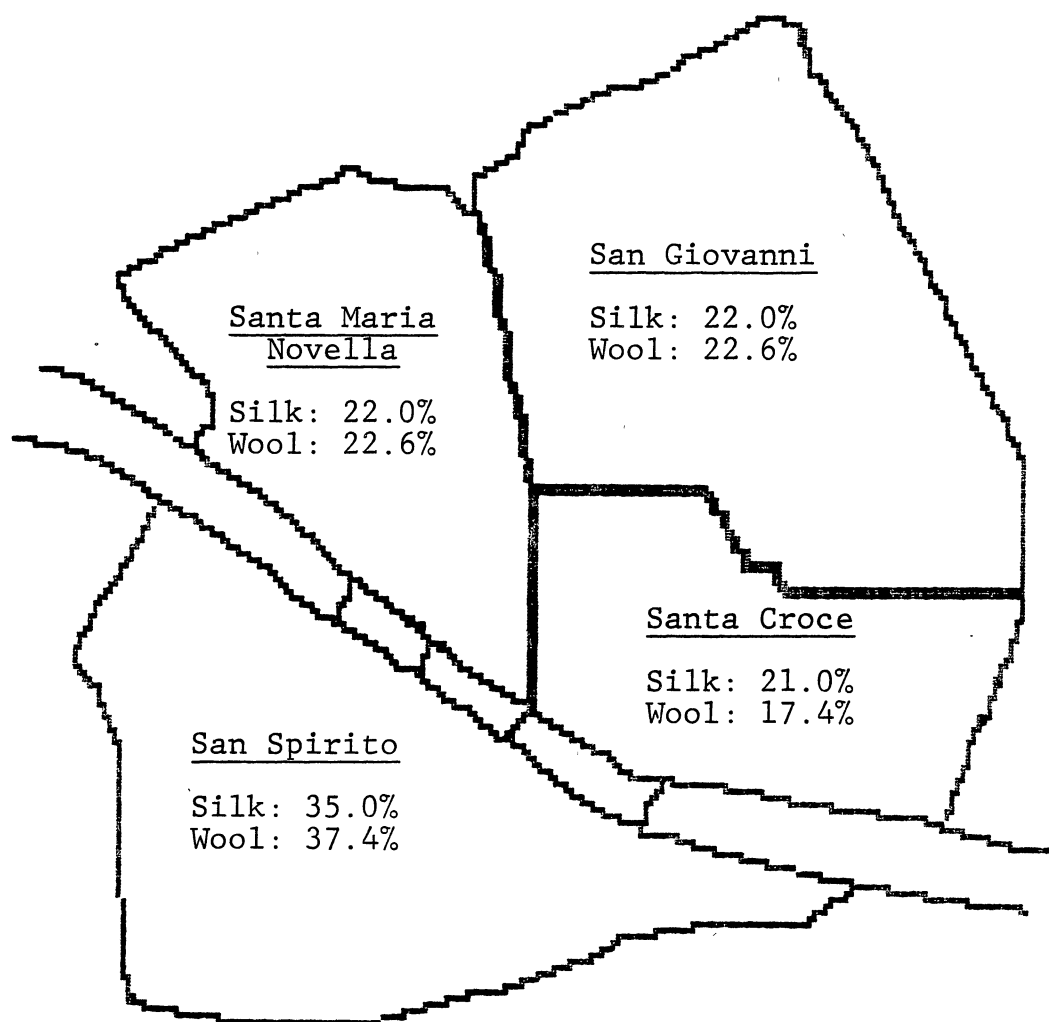 San Giovanni
Silk: 22.0%
Wool: 22.6%
Santa Maria
Novella
Silk: 22.0%
Wool: 22.6%
Santa Croce
Silk: 21.0%
Wool: 17.4%
San Spirito
Silk: 35.0%
Wool: 37.4%